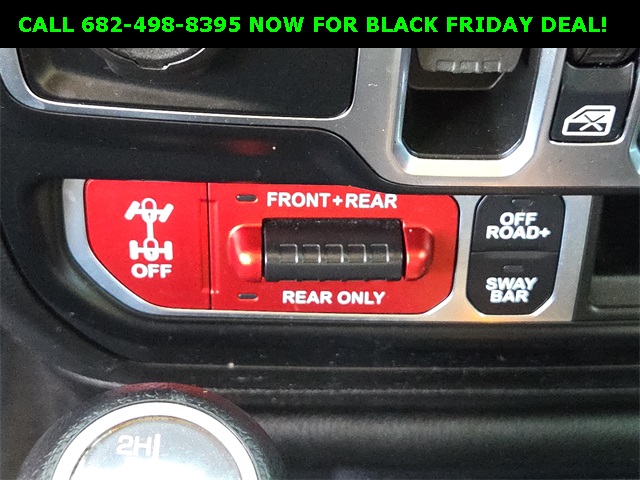 CALL 682-498-8395 NOW FOR BLACK FRIDAY DEAL!
FRONT+REAR
OFF
REAR ONLY
OFF
ROAD+
SWAY
BAR
2H